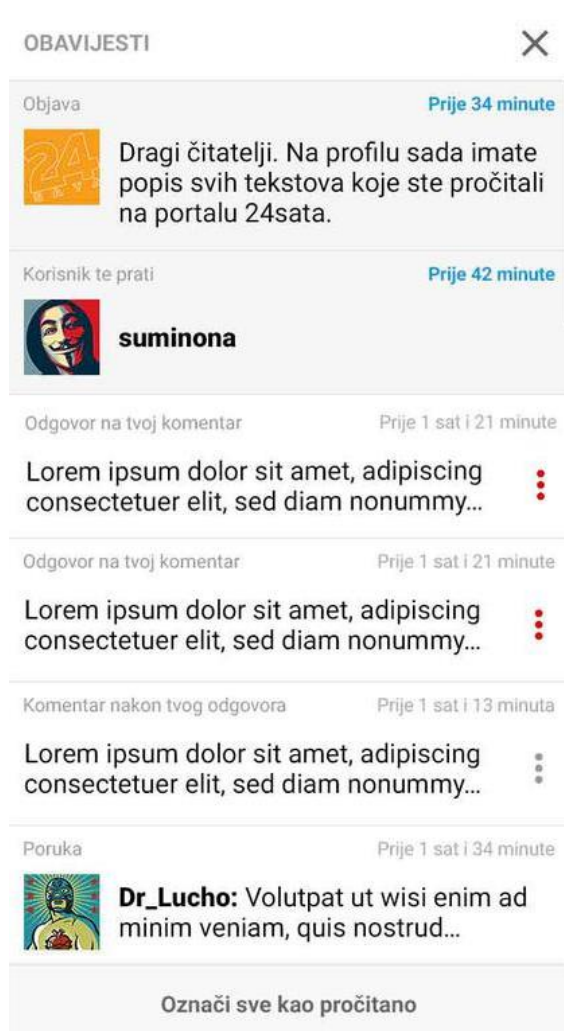 OBAVIJESTI
Objava
Prije 34 minute
24
SATA
Dragi čitatelji. Na profilu sada imate
popis svih tekstova koje ste pročitali
na portalu 24sata.
Korisnik te prati
Prije 42 minute
suminona
Odgovor na tvoj komentar
Prije 1 sat i 21 minute
Lorem ipsum dolor sit amet, adipiscing
consectetuer elit, sed diam nonummy...
Odgovor na tvoj komentar
Prije 1 sat i 21 minute
Lorem ipsum dolor sit amet, adipiscing
consectetuer elit, sed diam nonummy...
Komentar nakon tvog odgovora
Prije 1 sat i 13 minuta
Lorem ipsum dolor sit amet, adipiscing
consectetuer elit, sed diam nonummy...
Poruka
Prije 1 sat i 34 minute
Dr_Lucho: Volutpat ut wisi enim ad
minim veniam, quis nostrud...
Označi sve kao pročitano